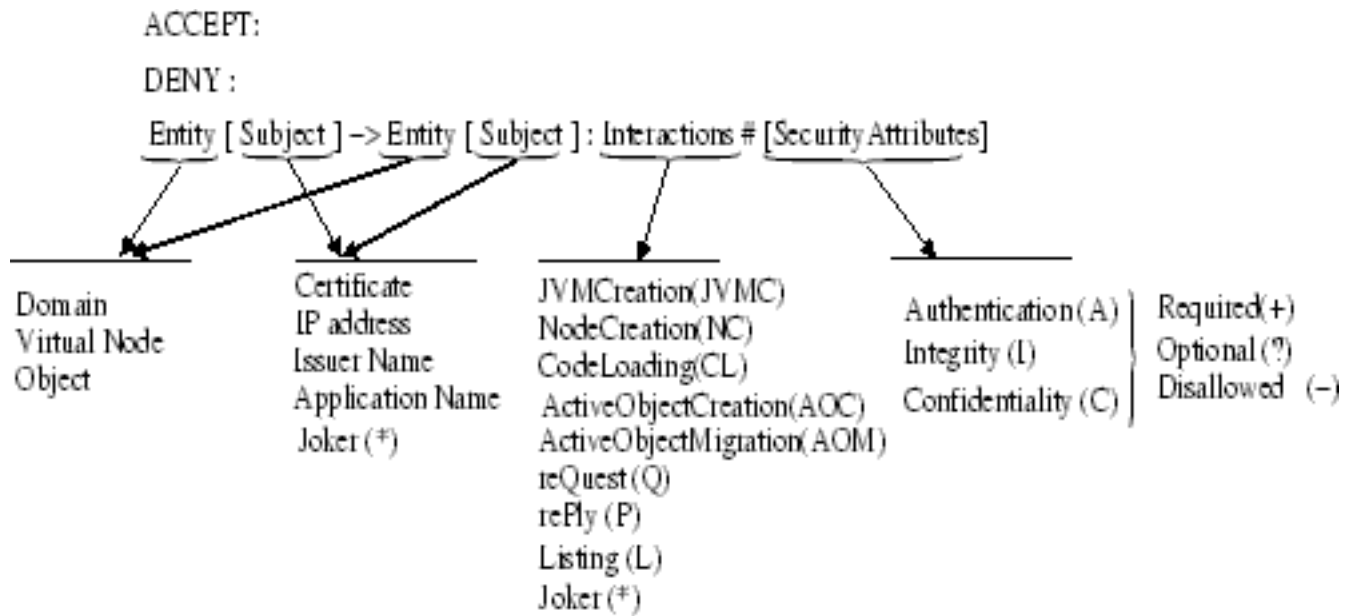 ACCEPT:
DENY :
Entity [ Subject ] –> Entity [ Subject ] : Interactions # [Security Attributes]
Domain
Virtual Node
Object
Certificate
IP address
Issuer Name
Application Name
Joker (*)
JVMCreation(JVMC)
NodeCreation(NC)
CodeLoading(CL)
ActiveObjectCreation(AOC)
ActiveObjectMigration(AOM)
reQuest (Q)
rePly (P)
Listing (L)
Joker (*)
Authentication (A)
Integrity (I)
Confidentiality (C)
Required(+)
Optional (?)
Disallowed (–)